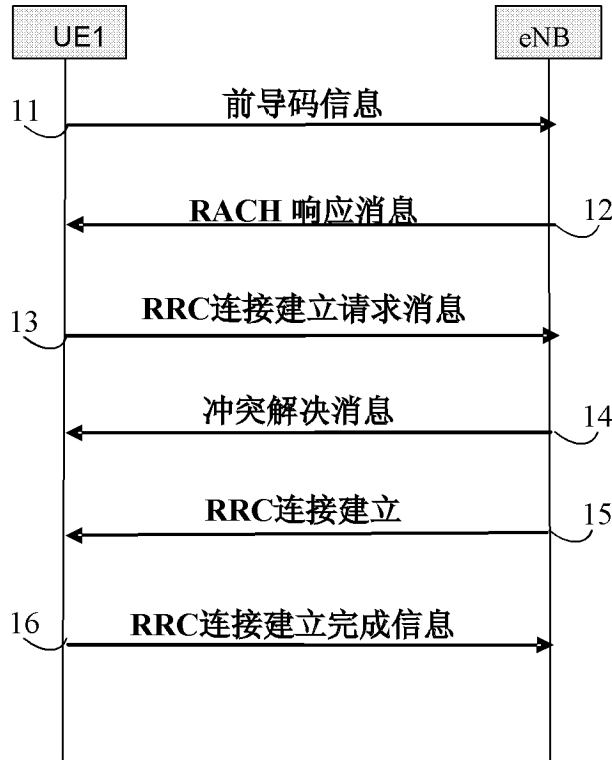 UE1
eNB
11
前导码信息
RACH 响应消息
12
13
RRC连接建立请求消息
冲突解决消息
14
RRC连接建立
15
16
RRC连接建立完成信息